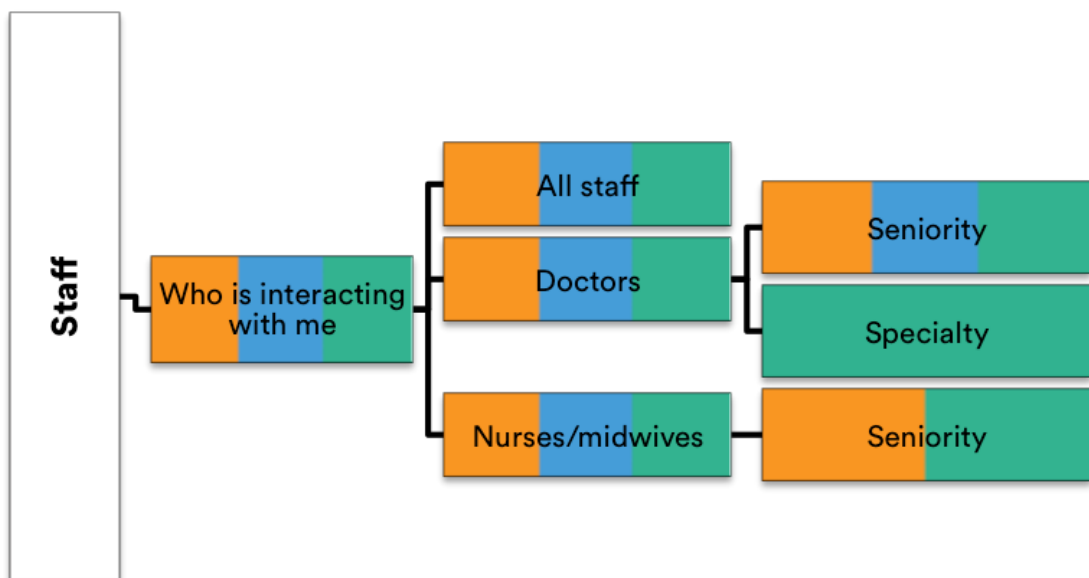 Staff
Who is interacting
with me
All staff
Doctors
Nurses/midwives
Seniority
Specialty
Seniority